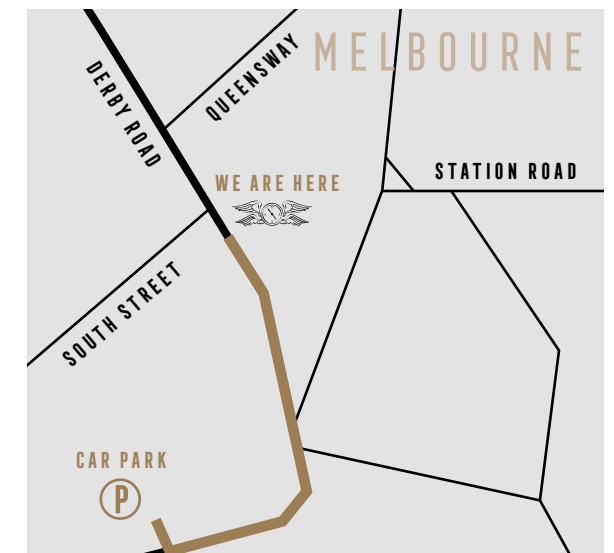 MELBOURNE
QUEENSWAY
DERBY ROAD
STATION ROAD
WE ARE HERE
SOUTH STREET
CAR PARK
P